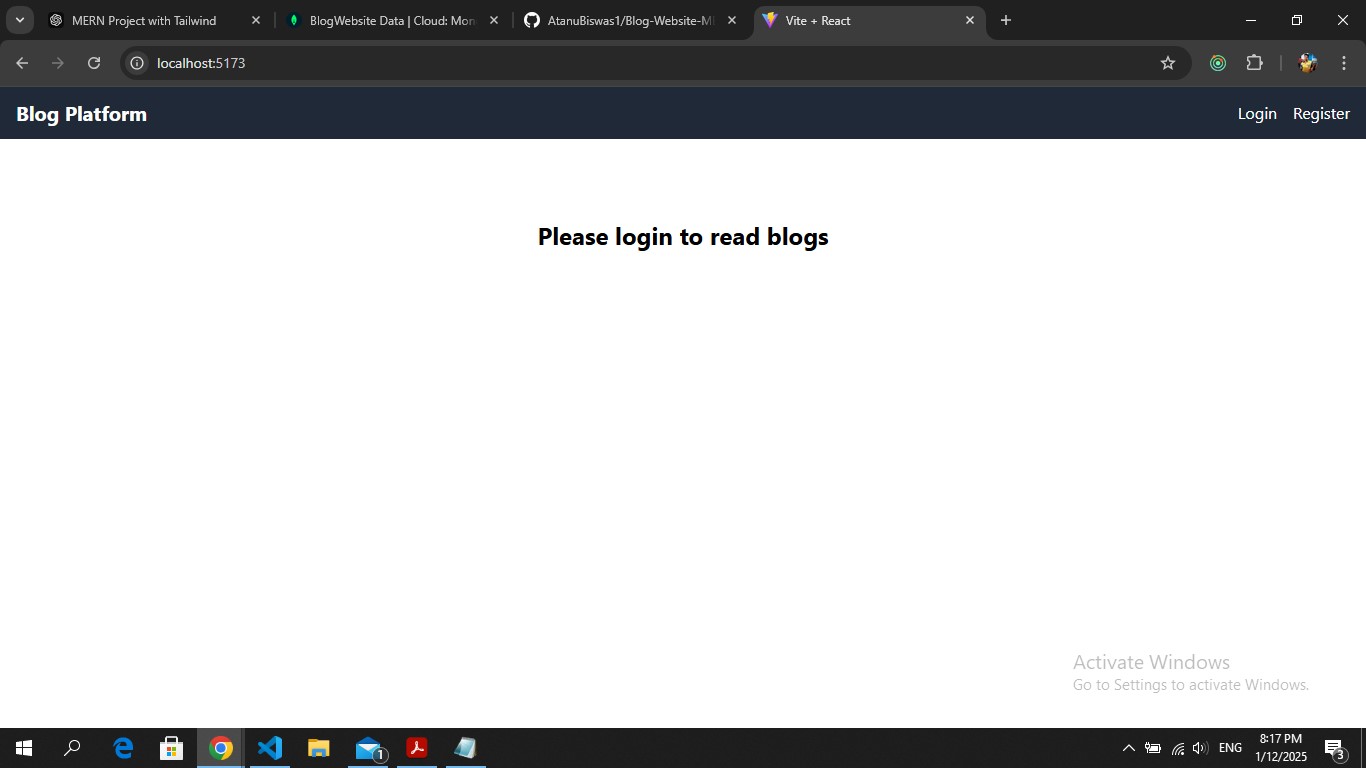 MERN Project with Tailwind
BlogWebsite Data | Cloud: Mon
AtanuBiswas1/Blog-Website-M
Vite + React
localhost:5173
Blog Platform
Login
Register
Please login to read blogs
Activate Windows
Go to Settings to activate Windows.
1
ENG
8:17 PM
1/12/2025
3